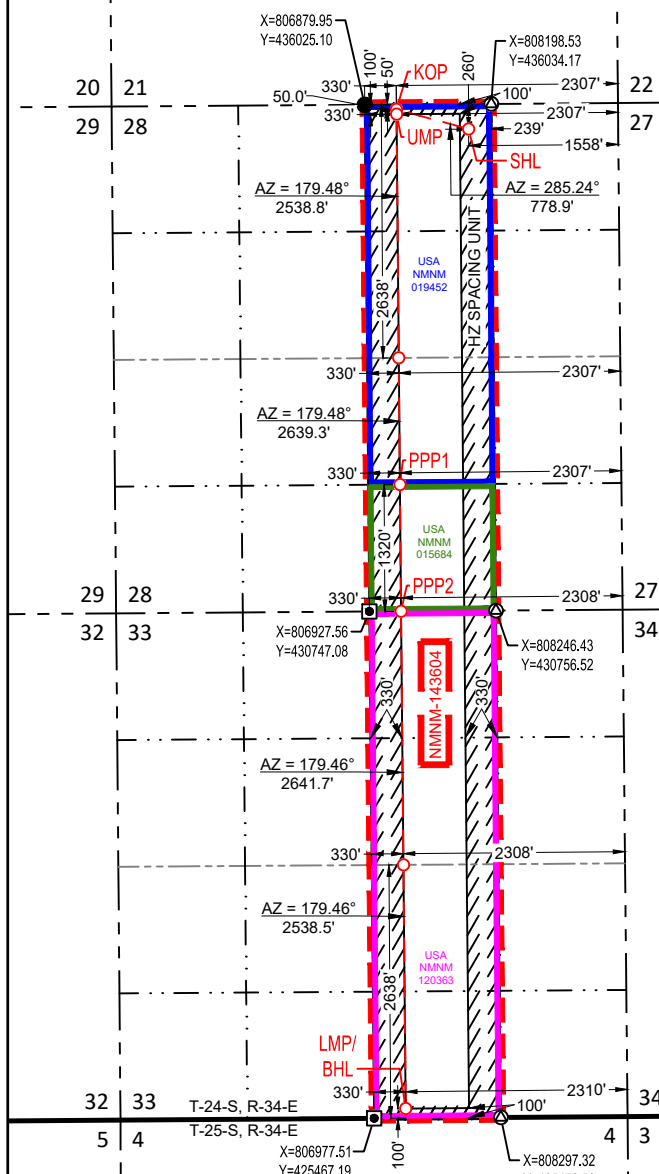 X=806879.95
Y=436025.10
X=808198.53
Y=436034.17
330'
100'
50'
KOP
260'
100'
2307'
20 21
22
50.0'
29 28
27
330'
UMP
2307'
239'
1558'
SHL
AZ = 179.48°
2538.8'
AZ = 285.24°
778.9'
HZ SPACING UNIT
USA
NMNM
019452
2638'
330'
2307'
AZ = 179.48°
2639.3'
330'
PPP1
2307'
1320'
USA
NMNM
015684
PPP2
330'
2308'
29 28
27
32 33
34
X=806927.56
Y=430747.08
X=808246.43
Y=430756.52
330'
NMNM-143604
330'
AZ = 179.46°
2641.7'
330'
2308'
AZ = 179.46°
2538.5'
USA
NMNM
120363
2638'
LMP/
BHL
330'
2310'
32 33
T-24-S, R-34-E
100'
34
5 4
T-25-S, R-34-E
4 3
X=806977.51
Y=425467.19
100'
X=808297.32